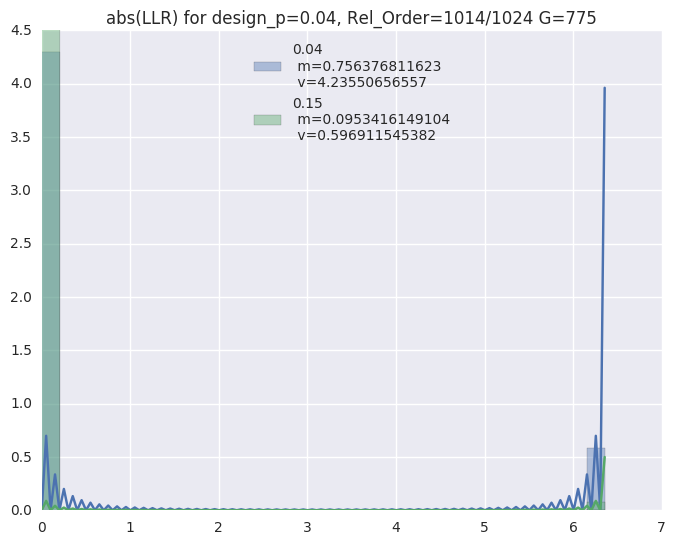 abs(LLR) for design_p=0.04, Rel_Order=1014/1024 G=775
4.5
4.0
3.5
3.0
2.5
2.0
1.5
1.0
0.5
0.0
0.04
m=0.756376811623
v=4.23550656557
0.15
m=0.0953416149104
v=0.596911545382
0 1 2 3 4 5 6 7